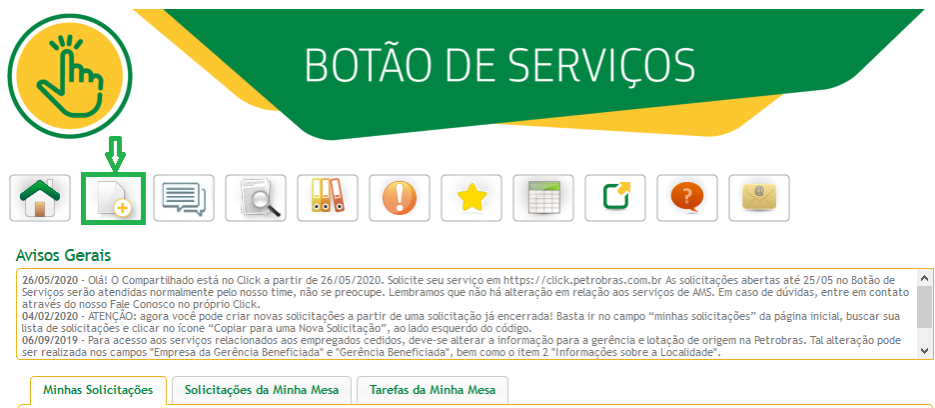 BOTÃO DE SERVIÇOS
Avisos Gerais
26/05/2020 - Olá! O Compartilhado está no Click a partir de 26/05/2020. Solicite seu serviço em https://click.petrobras.com.br As solicitações abertas até 25/05 no Botão de
Serviços serão atendidas normalmente pelo nosso time, não se preocupe. Lembramos que não há alteração em relação aos serviços de AMS. Em caso de dúvidas, entre em contato
através do nosso Fale Conosco no próprio Click.
04/02/2020 - ATENÇÃO: agora você pode criar novas solicitações a partir de uma solicitação já encerrada! Basta ir no campo “minhas solicitações” da página inicial, buscar sua
lista de solicitações e clicar no ícone “Copiar para uma Nova Solicitação”, ao lado esquerdo do código.
06/09/2019 - Para acesso aos serviços relacionados aos empregados cedidos, deve-se alterar a informação para a gerência e lotação de origem na Petrobras. Tal alteração pode
ser realizada nos campos "Empresa da Gerência Beneficiada" e "Gerência Beneficiada", bem como o item 2 "Informações sobre a Localidade".
Minhas Solicitações Solicitações da Minha Mesa Tarefas da Minha Mesa